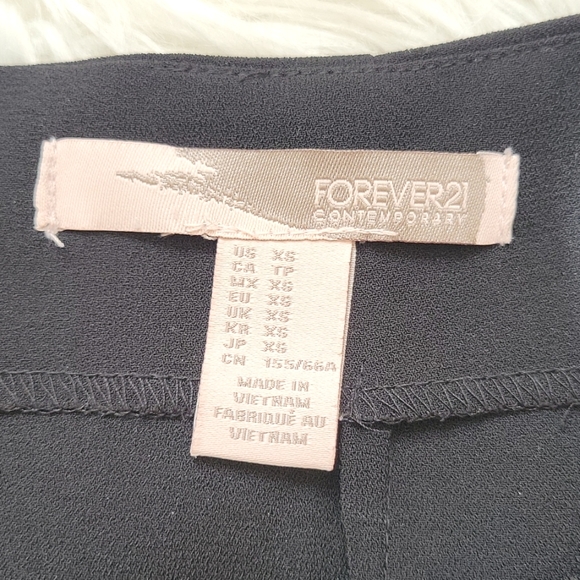 FOREVER21
CONTEMPORARY
US XS
CA TP
MX XS
EU XS
UK XS
KR XS
JP XS
CN 155/66A
MADE IN
VIETNAM
FABRIQUÉ AU
VIETNAM